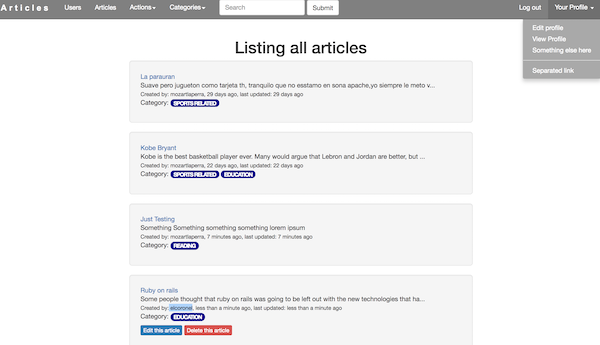 Articles Users Articles Actions Categories Search Submit Log out Your Profile
Edit profile
View Profile
Something else here
Separated link
Listing all articles
La parauran
Suave pero jugueton como tarjeta th, tranquilo que no esstamo en sona apache,yo siempre le meto v...
Created by: mozartlaperra, 29 days ago, last updated: 29 days ago
Category: SPORTS RELATED
Kobe Bryant
Kobe is the best basketball player ever. Many would argue that Lebron and Jordan are better, but ...
Created by: mozartlaperra, 22 days ago, last updated: 22 days ago
Category: SPORTS RELATED EDUCATION
Just Testing
Something Something something something lorem ipsum
Created by: mozartlaperra, 7 minutes ago, last updated: 7 minutes ago
Category: READING
Ruby on rails
Some people thought that ruby on rails was going to be left out with the new technologies that ha...
Created by: elcorone, less than a minute ago, last updated: less than a minute ago
Category: EDUCATION
Edit this article Delete this article